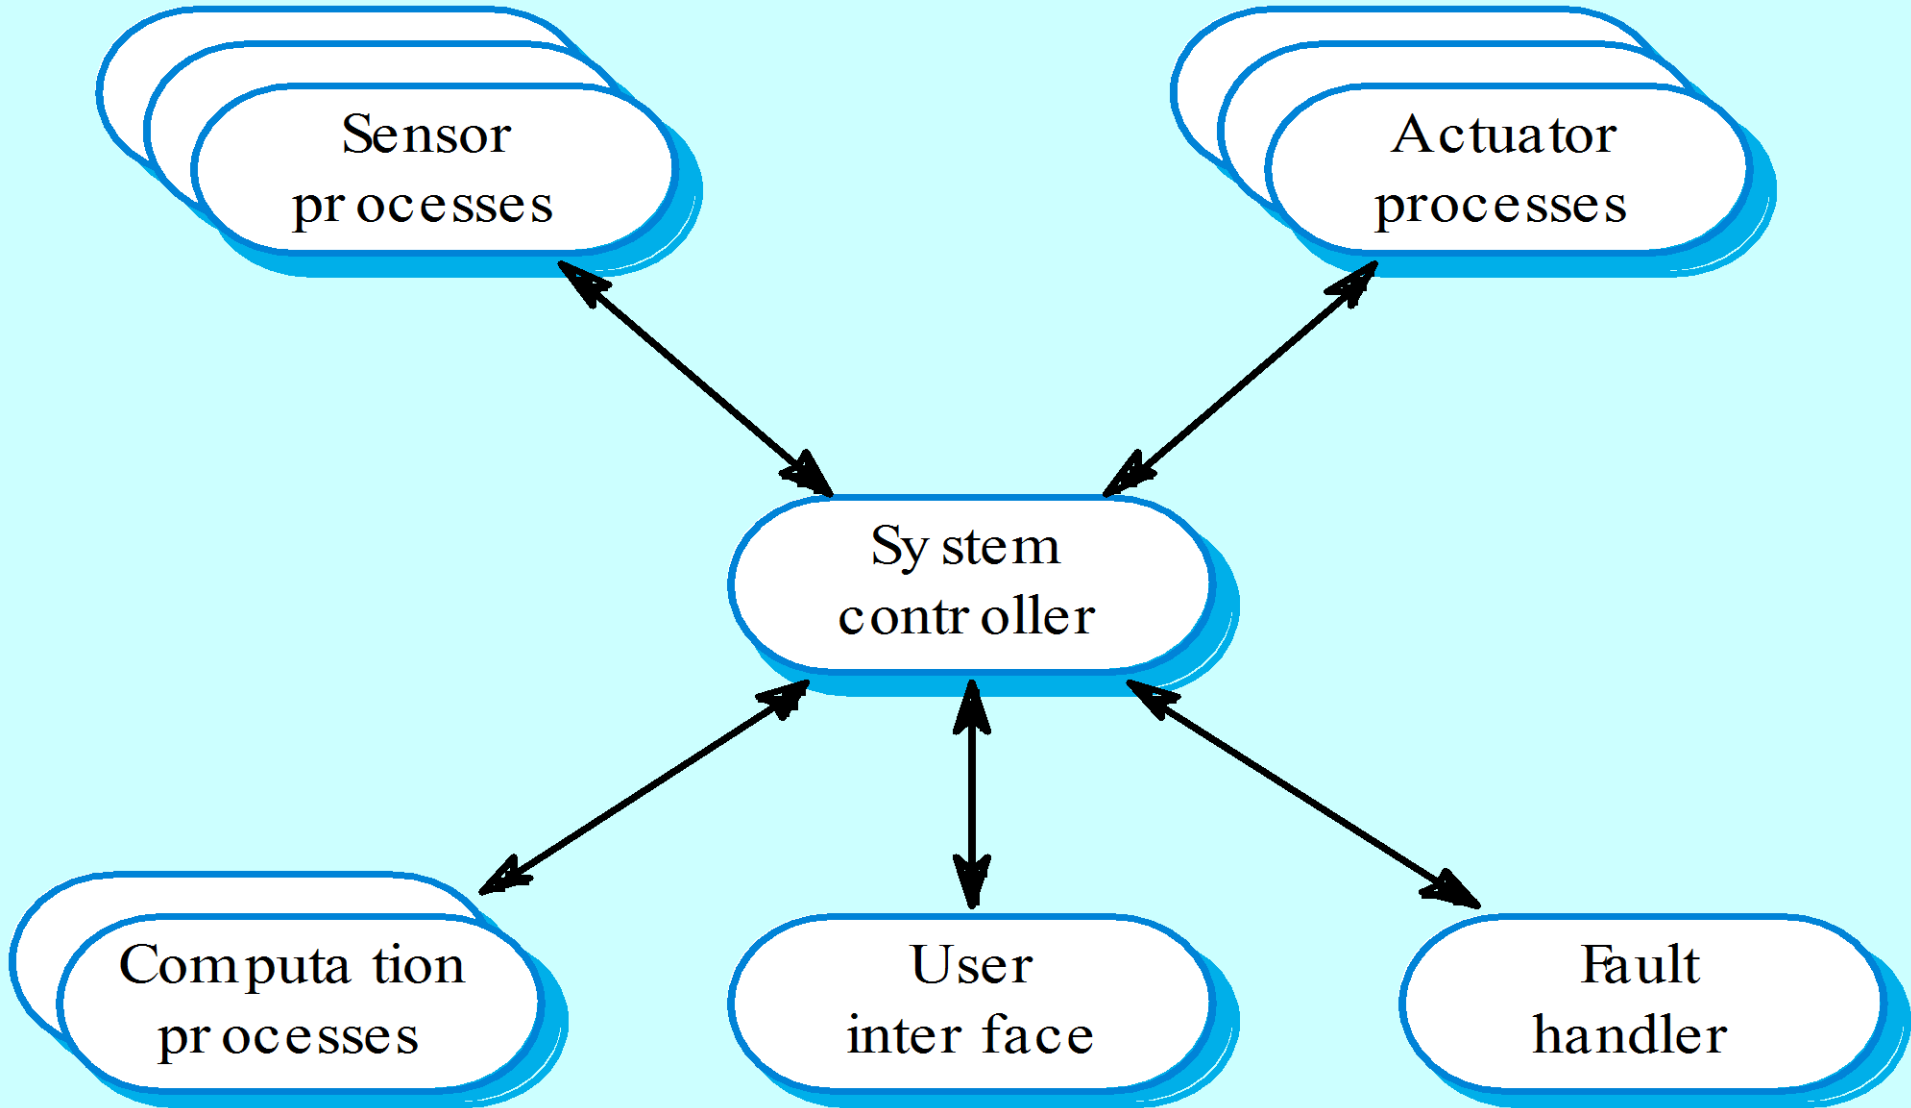 Sensor
processes
Actuator
processes
System
controller
Computation
processes
User
interface
Fault
handler